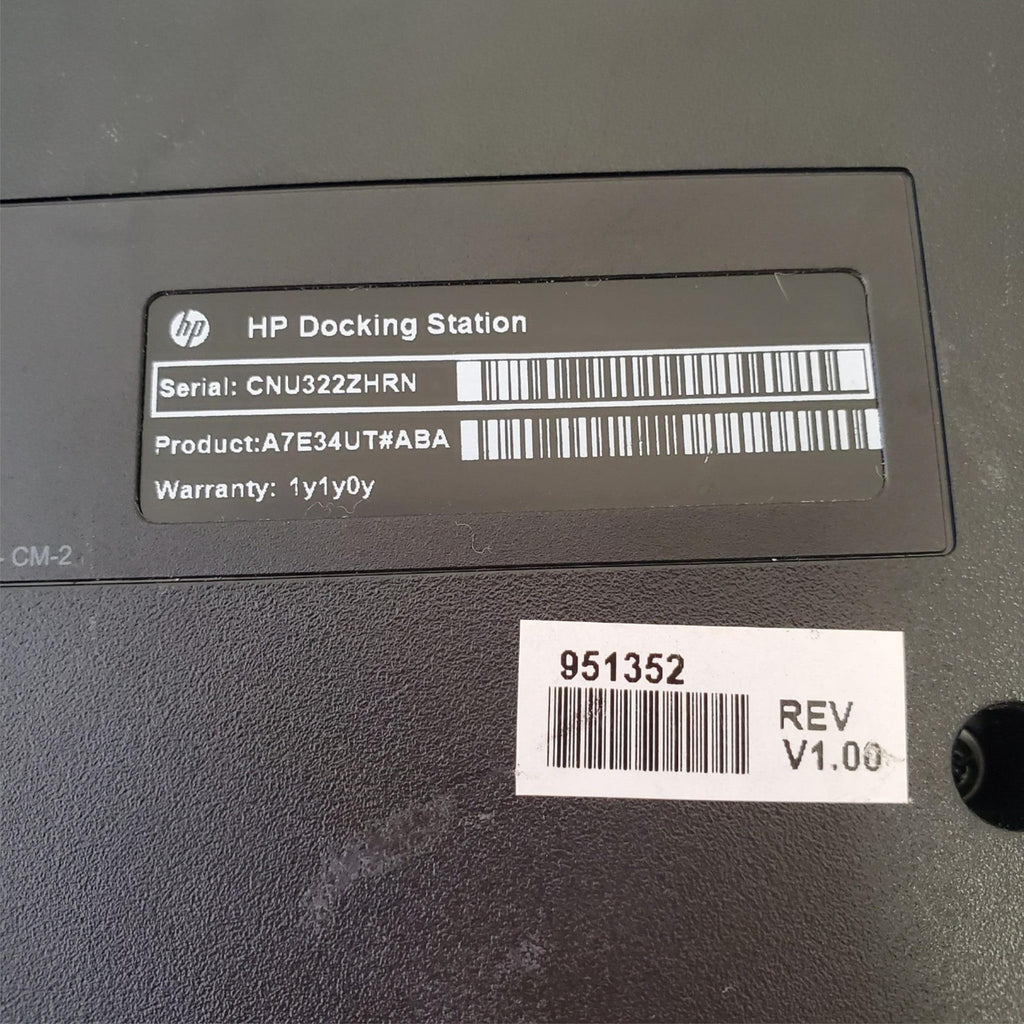 hp HP Docking Station
Serial: CNU322ZHRN
Product:A7E34UT#ABA
Warranty: 1y1y0y
- CM-2
951352
REV
V1.00